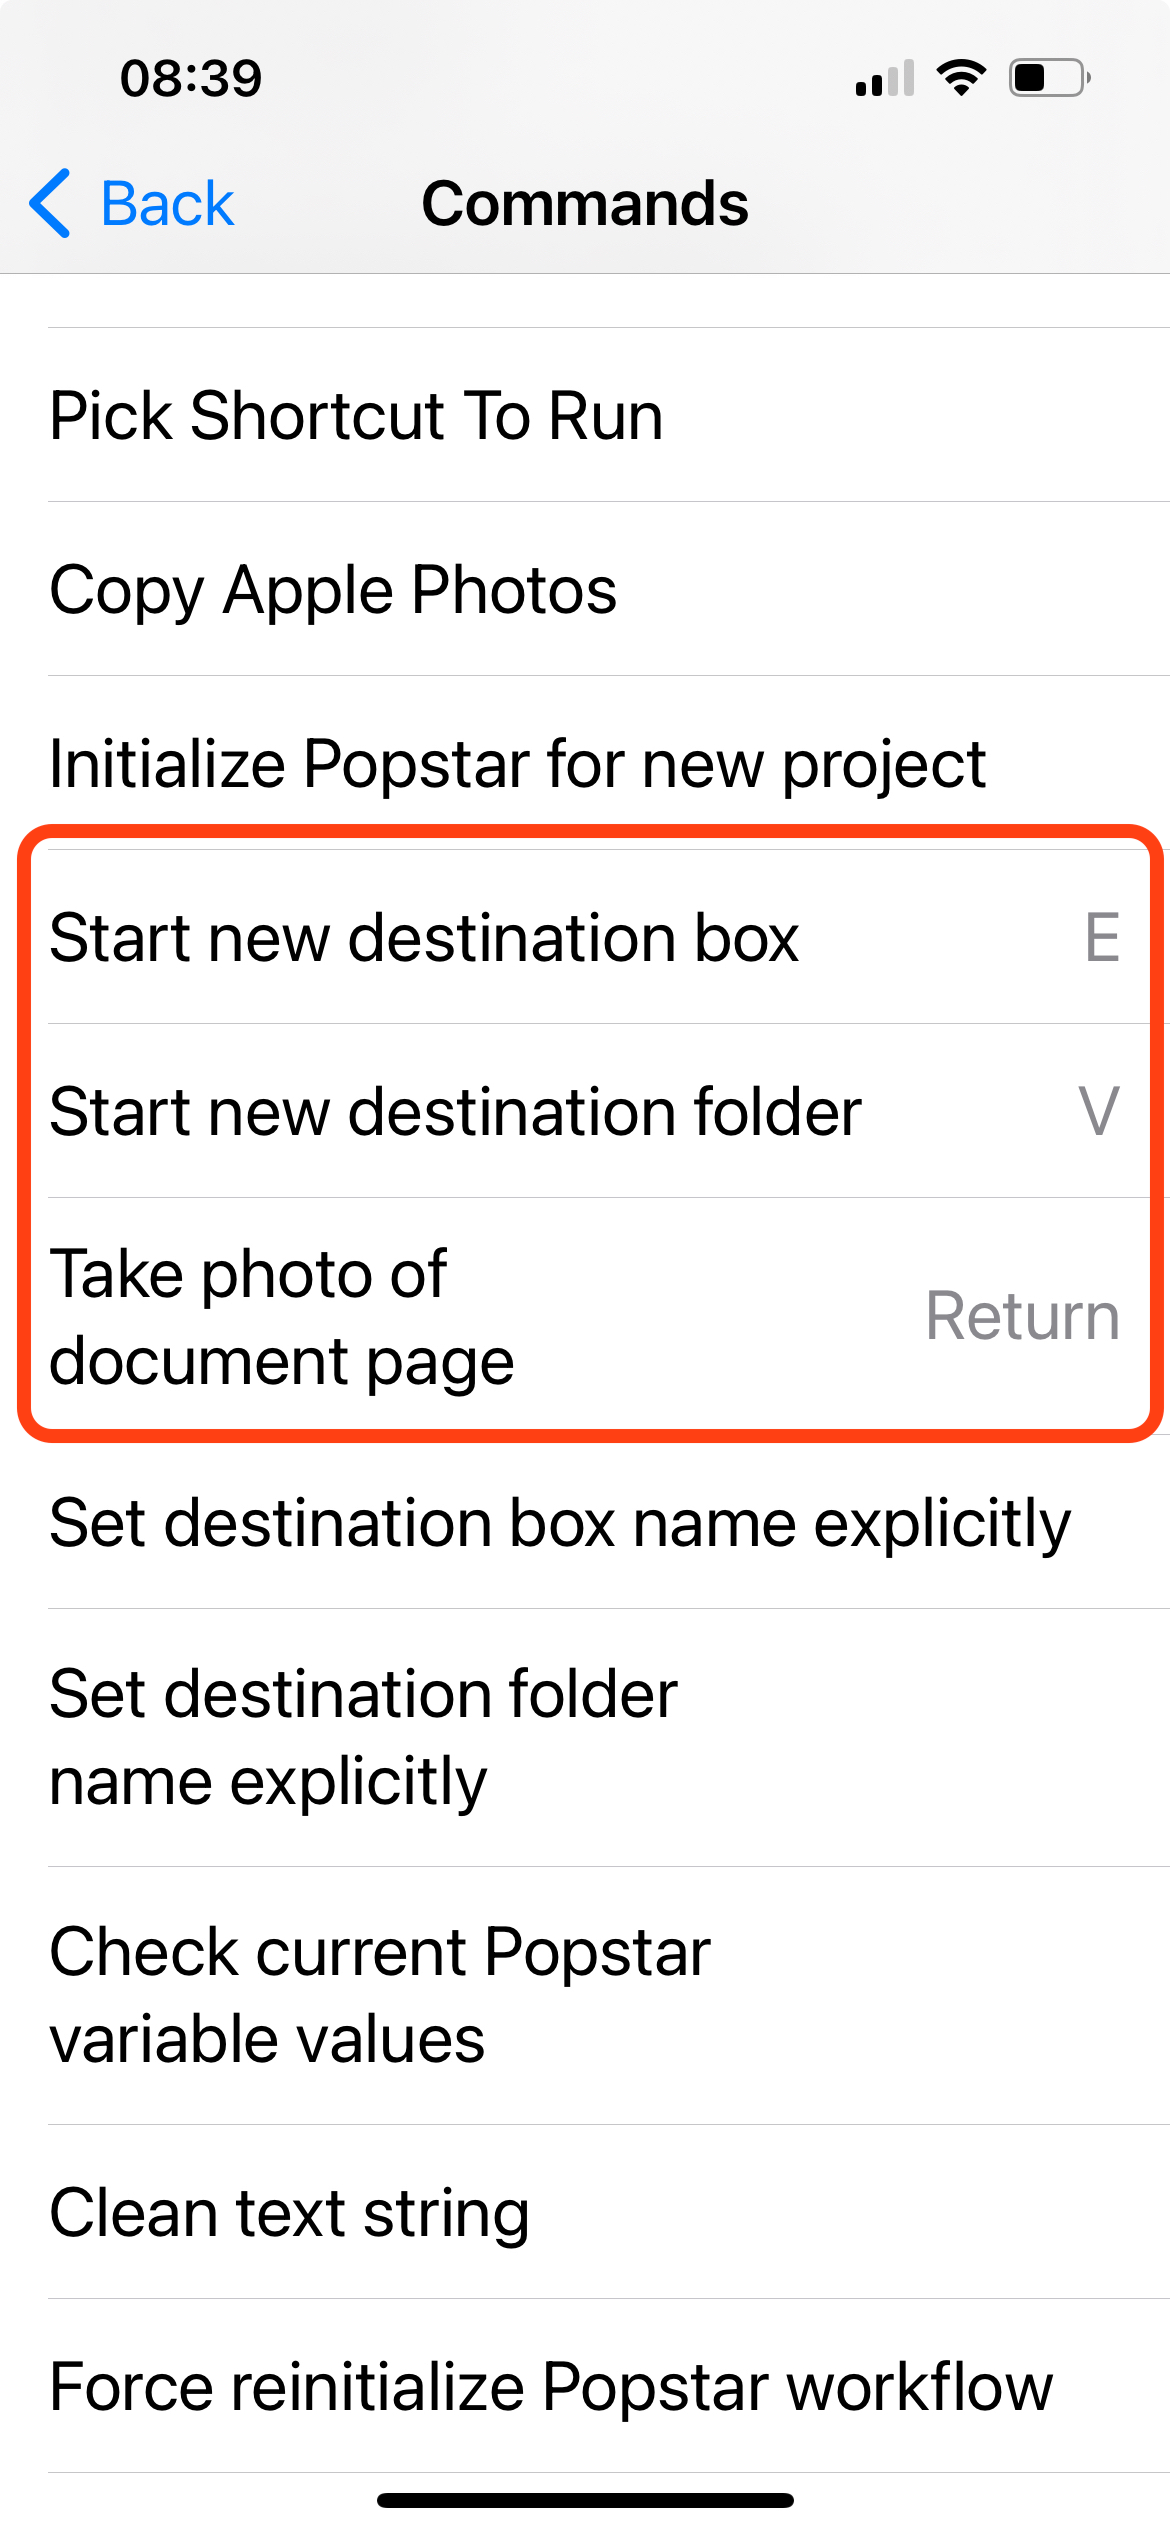 08:39
Back
Commands
Pick Shortcut To Run
Copy Apple Photos
Initialize Popstar for new project
Start new destination box E
Start new destination folder V
Take photo of
document page
Return
Set destination box name explicitly
Set destination folder
name explicitly
Check current Popstar
variable values
Clean text string
Force reinitialize Popstar workflow